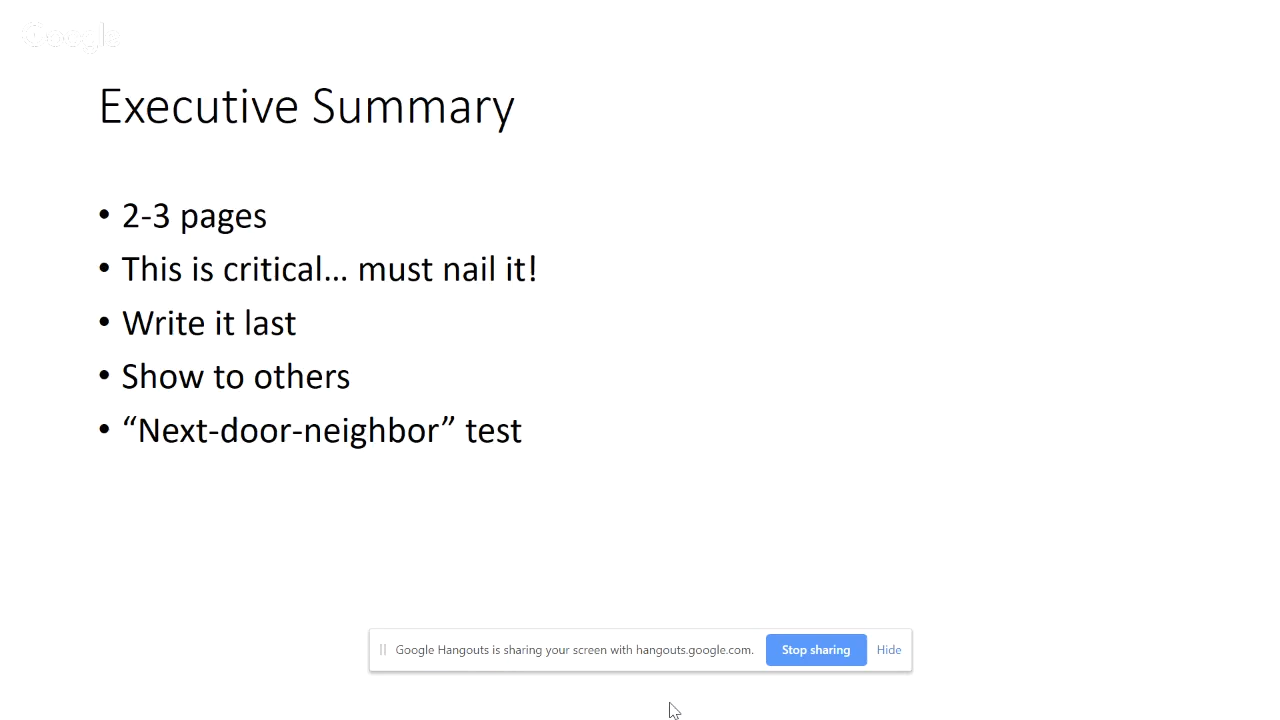 Google
Executive Summary
• 2-3 pages
• This is critical... must nail it!
• Write it last
• Show to others
• “Next-door-neighbor” test
Google Hangouts is sharing your screen with hangouts.google.com. Stop sharing Hide